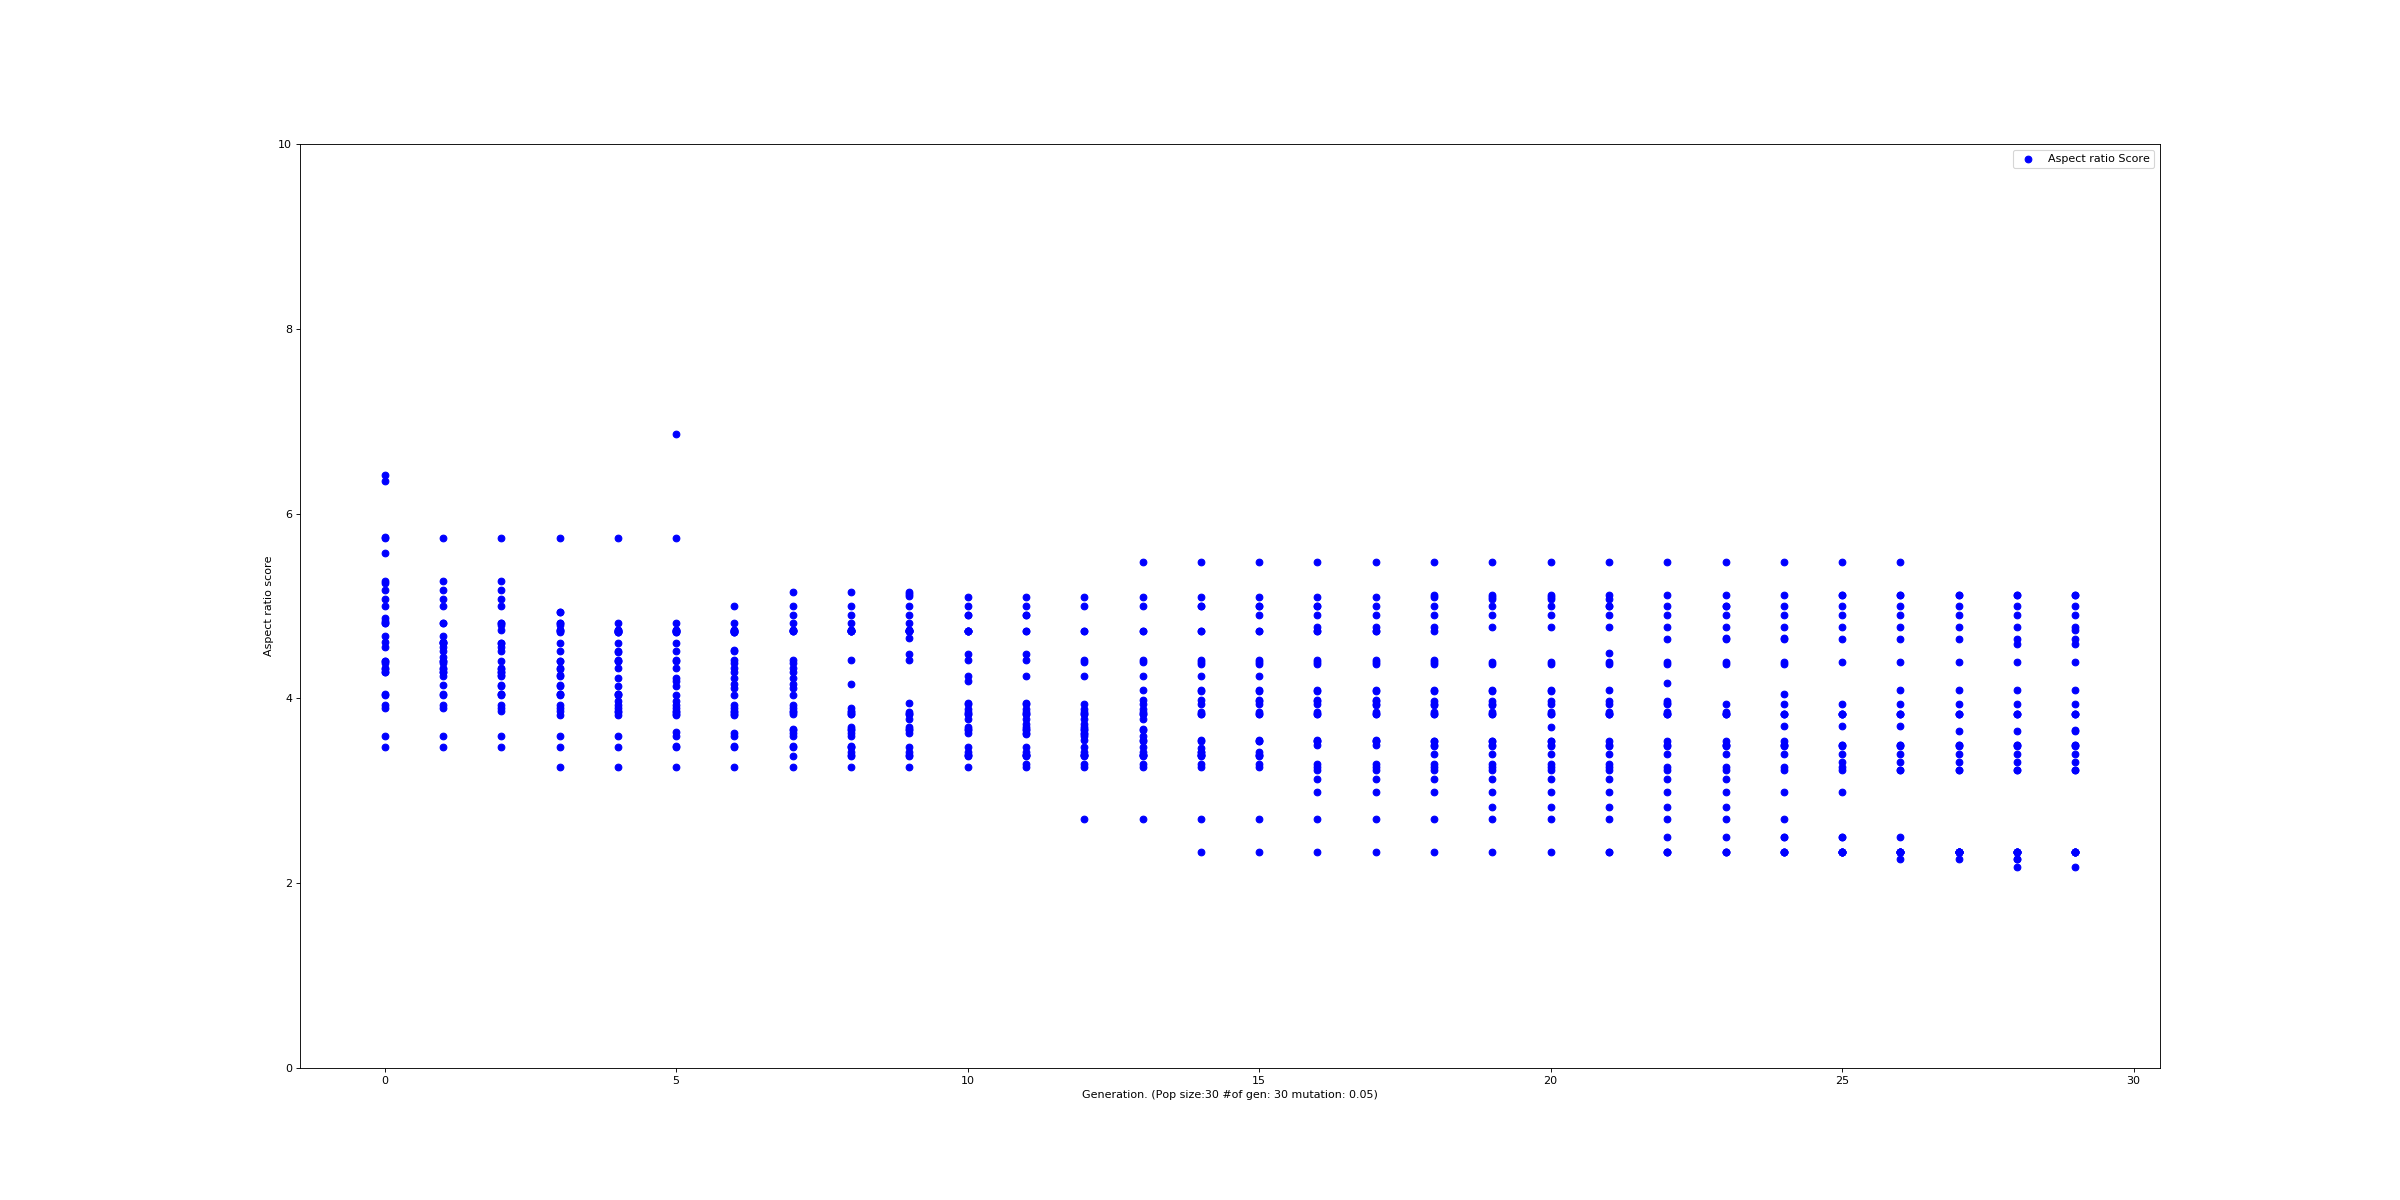 Aspect ratio Score
10
8
6
4
2
0
Aspect ratio score
0 5 10 15 20 25 30
Generation. (Pop size:30 #of gen: 30 mutation: 0.05)